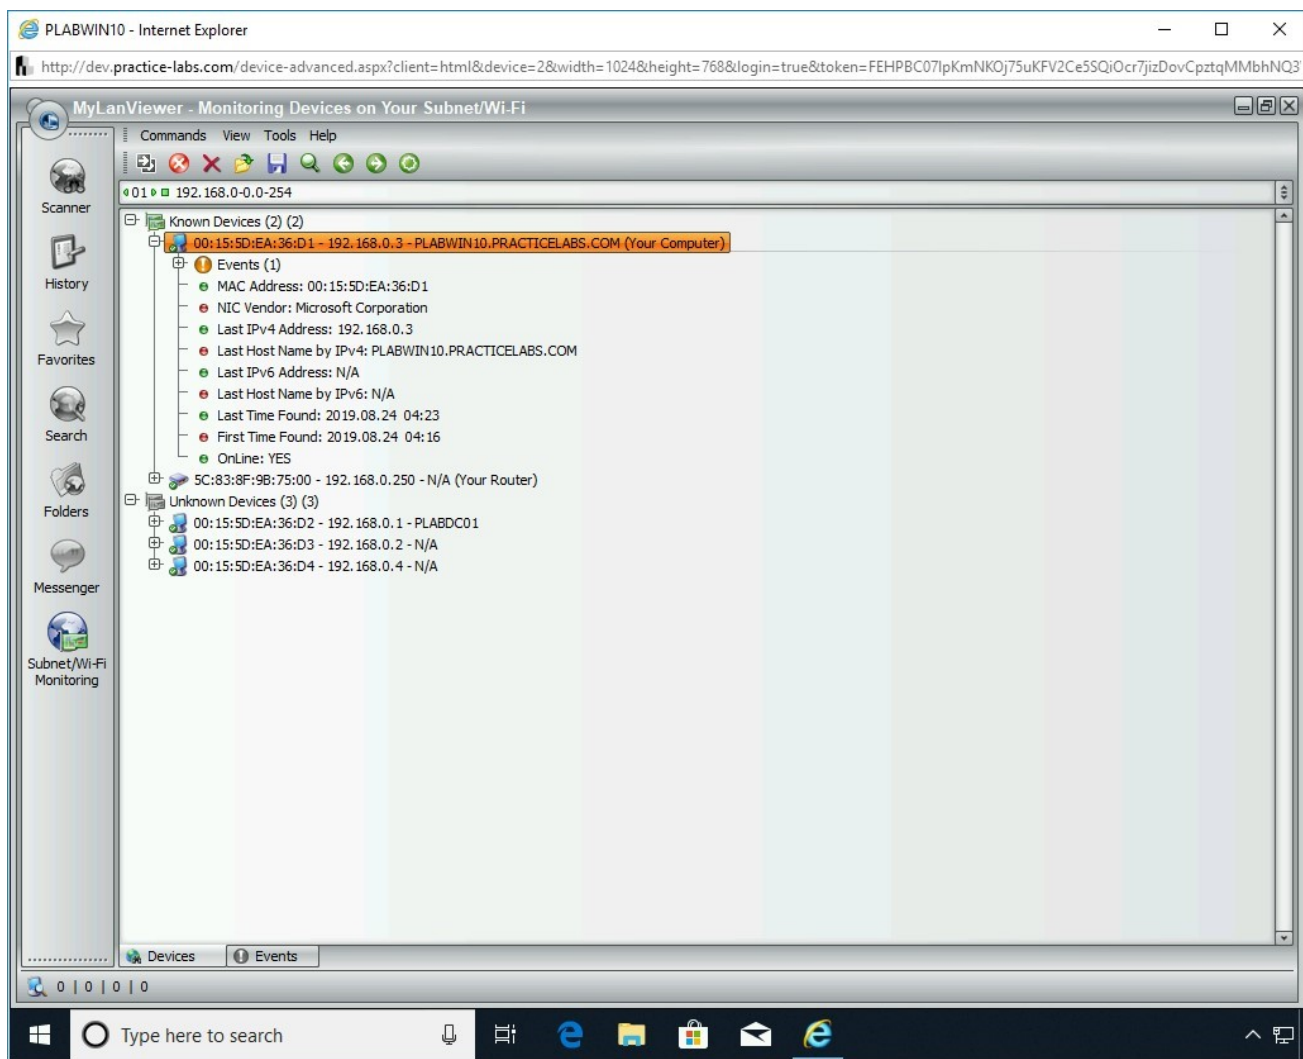 PLABWIN10 - Internet Explorer
http://dev.practice-labs.com/device-advanced.aspx?client=html&device=2&width=1024&height=768&login=true&token=FEHPBC07IpKmNKOj75uKFV2Ce5SQiOcr7jizDovCpztqMMbhNQ3
MyLanViewer - Monitoring Devices on Your Subnet/Wi-Fi
Commands View Tools Help
01 192.168.0-0.0-254
Scanner
History
Favorites
Search
Folders
Messenger
Subnet/Wi-Fi
Monitoring
Known Devices (2) (2)
00:15:5D:EA:36:D1 - 192.168.0.3 - PLABWIN10.PRACTICELABS.COM (Your Computer)
Events (1)
MAC Address: 00:15:5D:EA:36:D1
NIC Vendor: Microsoft Corporation
Last IPv4 Address: 192.168.0.3
Last Host Name by IPv4: PLABWIN10.PRACTICELABS.COM
Last IPv6 Address: N/A
Last Host Name by IPv6: N/A
Last Time Found: 2019.08.24 04:23
First Time Found: 2019.08.24 04:16
OnLine: YES
5C:83:8F:9B:75:00 - 192.168.0.250 - N/A (Your Router)
Unknown Devices (3) (3)
00:15:5D:EA:36:D2 - 192.168.0.1 - PLABDC01
00:15:5D:EA:36:D3 - 192.168.0.2 - N/A
00:15:5D:EA:36:D4 - 192.168.0.4 - N/A
Devices
Events
0 | 0 | 0 | 0
Type here to search